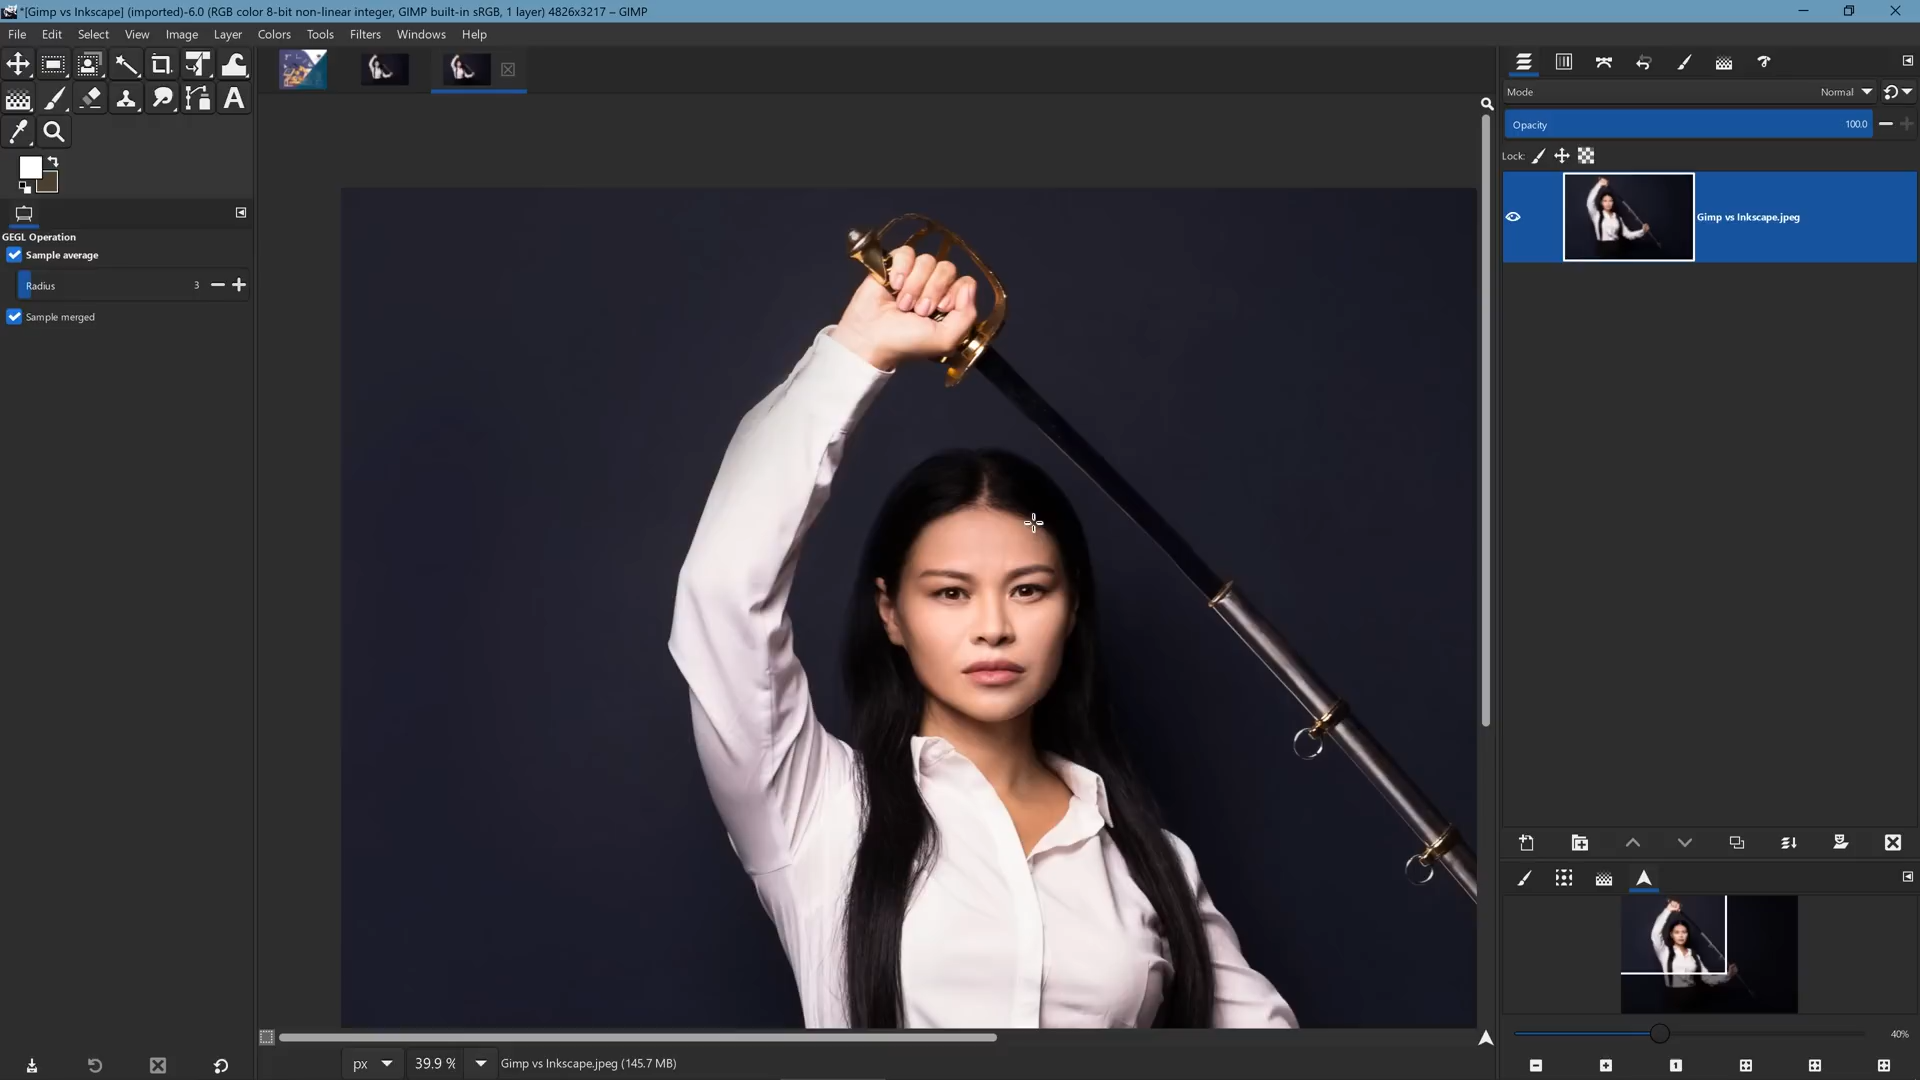 *[Gimp vs Inkscape] (imported)-6.0 (RGB color 8-bit non-linear integer, GIMP built-in sRGB, 1 layer) 4826x3217 – GIMP
File Edit Select View Image Layer Colors Tools Filters Windows Help
Mode Normal
Opacity 100.0
Lock:
Gimp vs Inkscape.jpeg
GEGL Operation
Sample average
Radius 3
Sample merged
A
1
40%
px 39.9 % Gimp vs Inkscape.jpeg (145.7 MB)